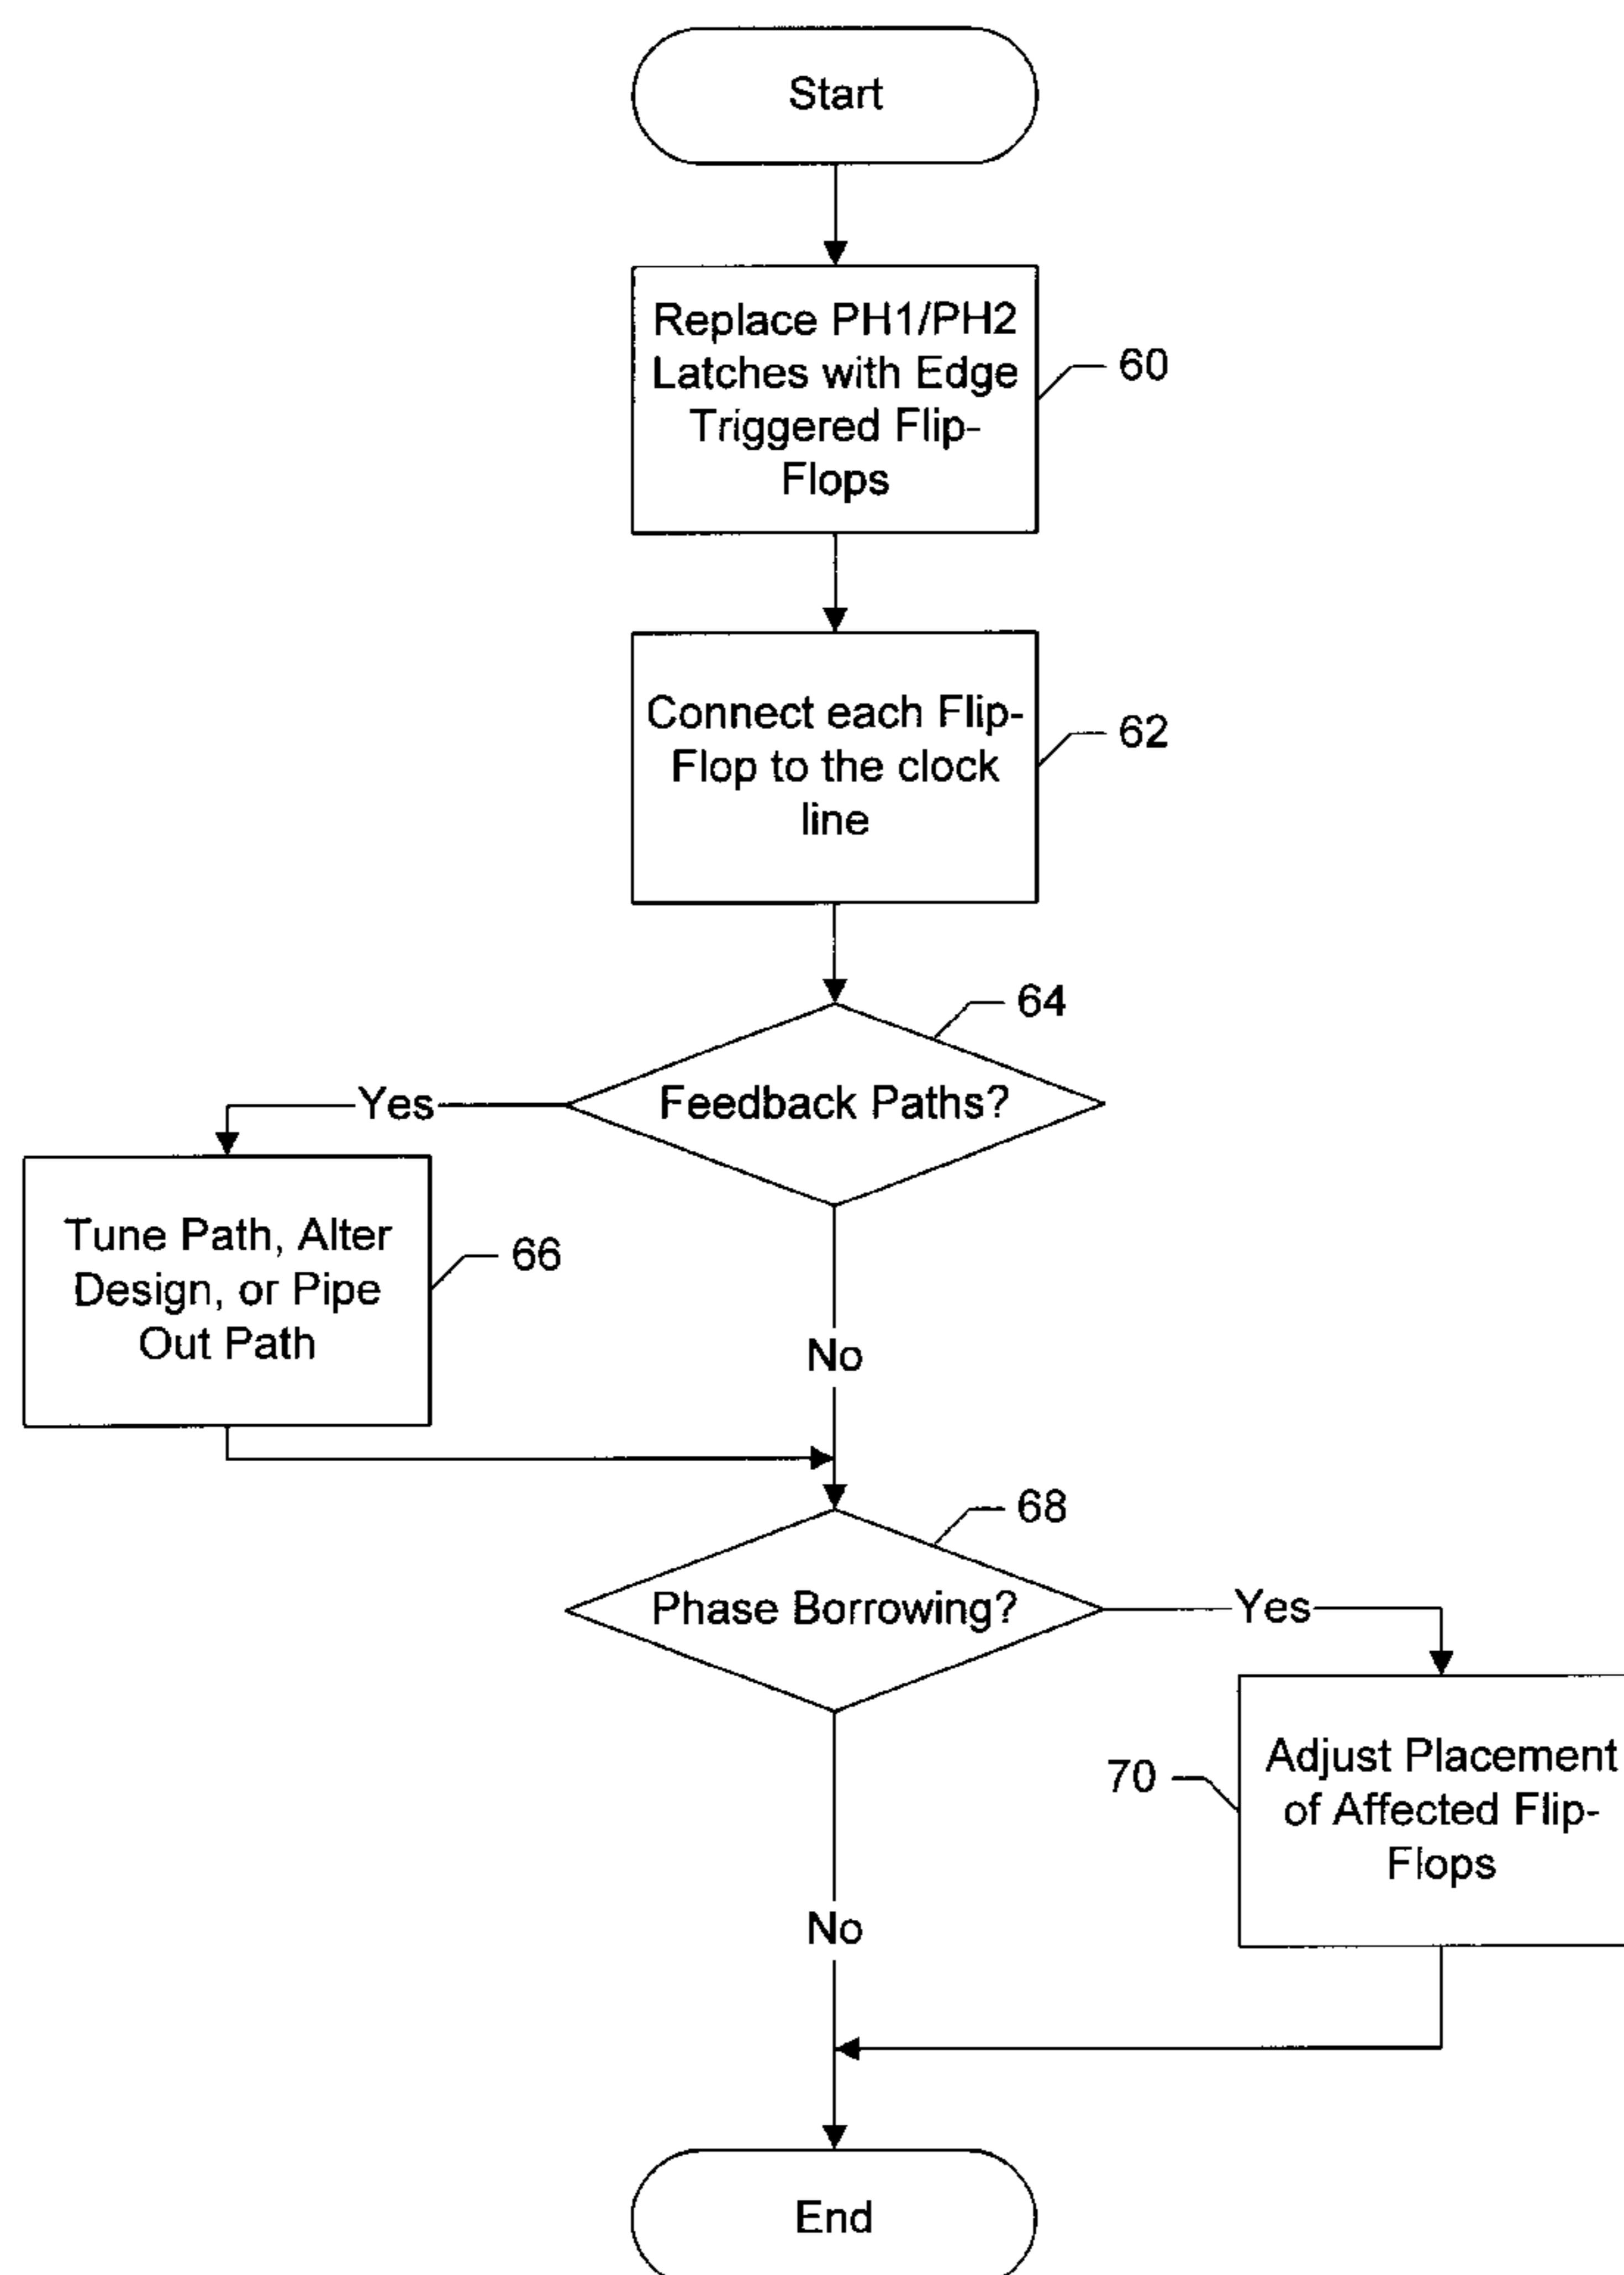 Start
Replace PH1/PH2
Latches with Edge
Triggered Flip-
Flops
60
Connect each Flip-
Flop to the clock
line
62
64
Feedback Paths?
Yes
Tune Path, Alter
Design, or Pipe
Out Path
66
No
68
Phase Borrowing?
Yes
70
Adjust Placement
of Affected Flip-
Flops
No
End